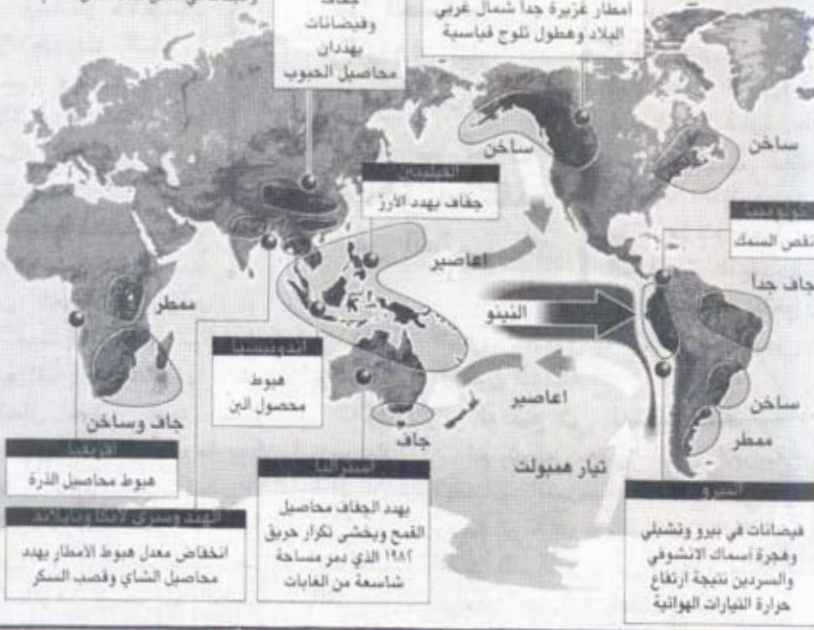 جفاف
وفيضانات
يهددان
محاصيل الحبوب
امطار غزيرة جدا شمال غربي
البلاد وهطول ثلوج قياسية
ساخن
ساخن
الفيليبين
جفاف يهدد الأرز
كولومبيا
نقص السمك
اعاصير
جاف جدا
ممطر
النينو
اندونيسيا
هبوط
محصول البن
اعاصير
ساخن
جاف وساخن
جاف
ممطر
افريقيا
هبوط محاصيل الذرة
استراليا
يهدد الجفاف محاصيل
القمح ويخشى تكرار حريق
١٩٨٢ الذي دمر مساحة
شاسعة من الغابات
تيار همبولت
الهند وسري لانكا وتايلاند
انخفاض معدل هبوط الأمطار يهدد
محاصيل الشاي وقصب السكر
البيرو
فيضانات في بيرو وتشيلي
وهجرة أسماك الانشوفي
والسردين نتيجة ارتفاع
حرارة التيارات الهوائية